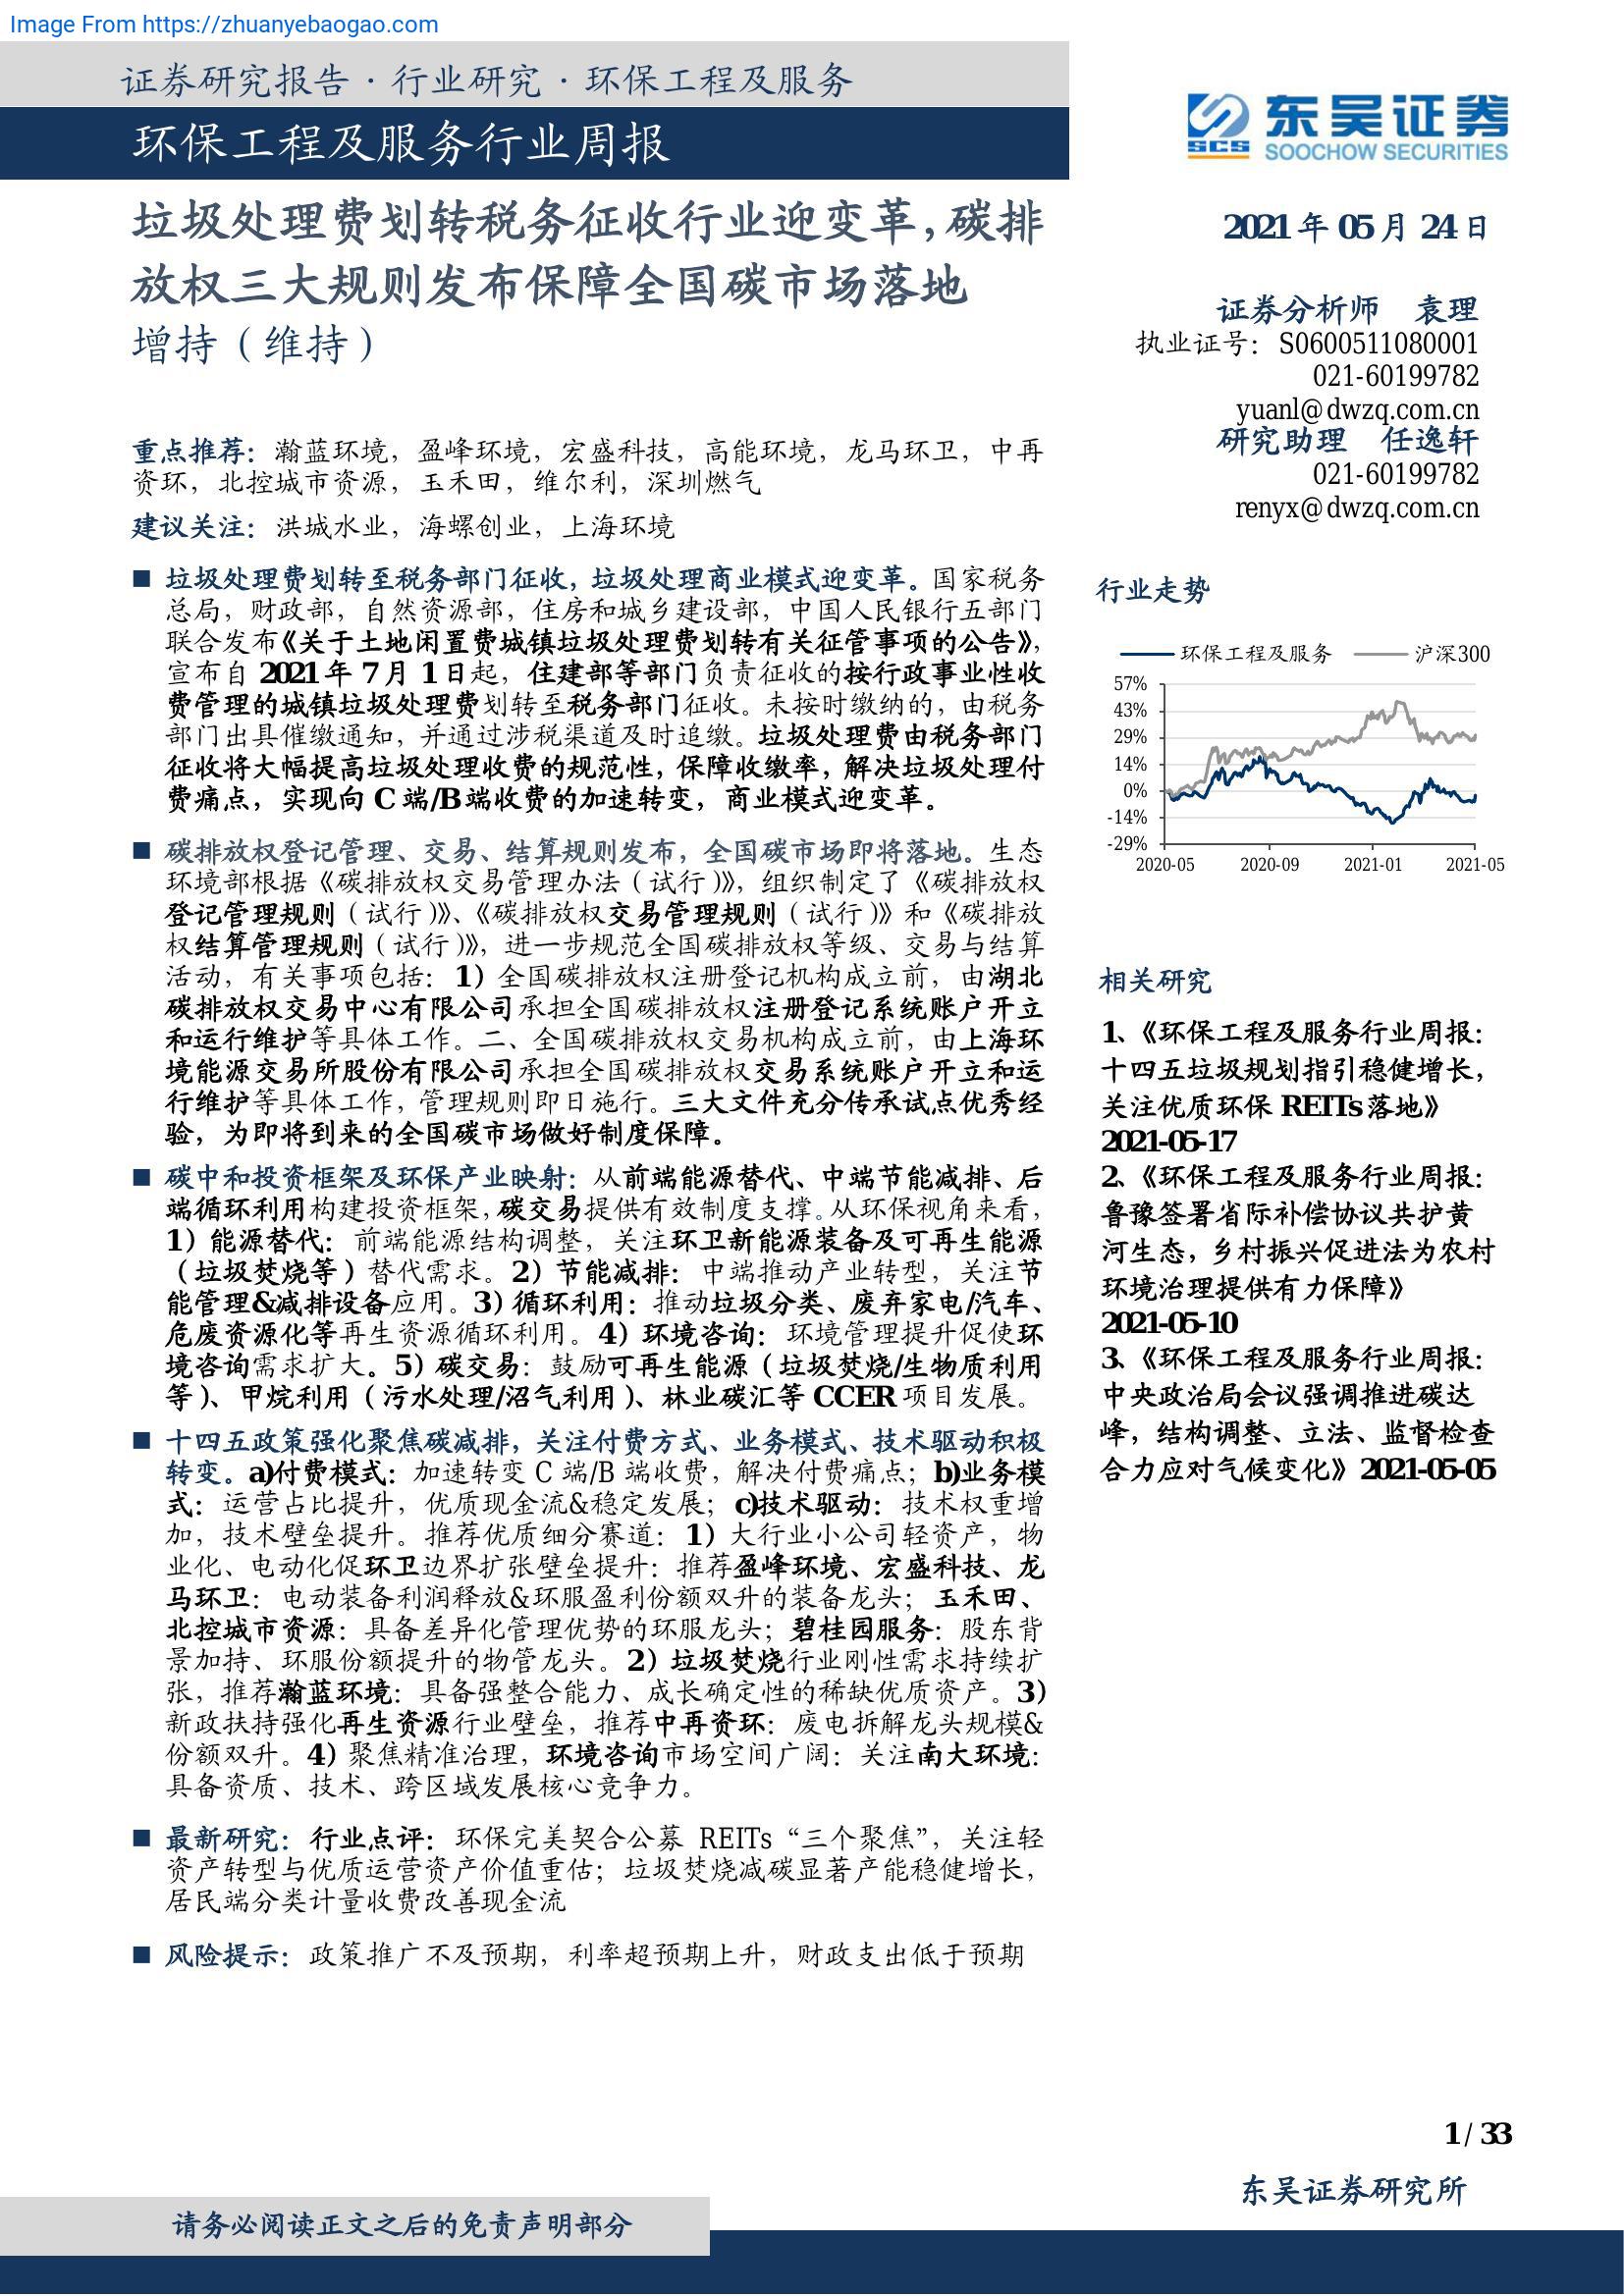 Image From https://zhuanyebaogao.com
证券研究报告·行业研究·环保工程及服务
环保工程及服务行业周报
垃圾处理费划转税务征收行业迎变革，碳排
放权三大规则发布保障全国碳市场落地
增持（维持）
重点推荐：瀚蓝环境，盈峰环境，宏盛科技，高能环境，龙马环卫，中再
资环，北控城市资源，玉禾田，维尔利，深圳燃气
建议关注：洪城水业，海螺创业，上海环境
■ 垃圾处理费划转至税务部门征收，垃圾处理商业模式迎变革。国家税务
总局，财政部，自然资源部，住房和城乡建设部，中国人民银行五部门
联合发布《关于土地闲置费城镇垃圾处理费划转有关征管事项的公告》，
宣布自 2021 年 7 月 1 日起，住建部等部门负责征收的按行政事业性收
费管理的城镇垃圾处理费划转至税务部门征收。未按时缴纳的，由税务
部门出具催缴通知，并通过涉税渠道及时追缴。垃圾处理费由税务部门
征收将大幅提高垃圾处理收费的规范性，保障收缴率，解决垃圾处理付
费痛点，实现向 C 端/B 端收费的加速转变，商业模式迎变革。
■ 碳排放权登记管理、交易、结算规则发布，全国碳市场即将落地。生态
环境部根据《碳排放权交易管理办法（试行）》，组织制定了《碳排放权
登记管理规则（试行）》、《碳排放权交易管理规则（试行）》和《碳排放
权结算管理规则（试行）》，进一步规范全国碳排放权等级、交易与结算
活动，有关事项包括：1）全国碳排放权注册登记机构成立前，由湖北
碳排放权交易中心有限公司承担全国碳排放权注册登记系统账户开立
和运行维护等具体工作。二、全国碳排放权交易机构成立前，由上海环
境能源交易所股份有限公司承担全国碳排放权交易系统账户开立和运
行维护等具体工作，管理规则即日施行。三大文件充分传承试点优秀经
验，为即将到来的全国碳市场做好制度保障。
■ 碳中和投资框架及环保产业映射：从前端能源替代、中端节能减排、后
端循环利用构建投资框架，碳交易提供有效制度支撑。从环保视角来看，
1）能源替代：前端能源结构调整，关注环卫新能源装备及可再生能源
（垃圾焚烧等）替代需求。2）节能减排：中端推动产业转型，关注节
能管理&减排设备应用。3）循环利用：推动垃圾分类、废弃家电/汽车、
危废资源化等再生资源循环利用。4）环境咨询：环境管理提升促使环
境咨询需求扩大。5）碳交易：鼓励可再生能源（垃圾焚烧/生物质利用
等）、甲烷利用（污水处理/沼气利用）、林业碳汇等 CCER 项目发展。
■ 十四五政策强化聚焦碳减排，关注付费方式、业务模式、技术驱动积极
转变。a)付费模式：加速转变 C 端/B 端收费，解决付费痛点；b)业务模
式：运营占比提升，优质现金流&稳定发展；c)技术驱动：技术权重增
加，技术壁垒提升。推荐优质细分赛道：1）大行业小公司轻资产，物
业化、电动化促环卫边界扩张壁垒提升：推荐盈峰环境、宏盛科技、龙
马环卫：电动装备利润释放&环服盈利份额双升的装备龙头；玉禾田、
北控城市资源：具备差异化管理优势的环服龙头；碧桂园服务：股东背
景加持、环服份额提升的物管龙头。2）垃圾焚烧行业刚性需求持续扩
张，推荐瀚蓝环境：具备强整合能力、成长确定性的稀缺优质资产。3）
新政扶持强化再生资源行业壁垒，推荐中再资环：废电拆解龙头规模&
份额双升。4）聚焦精准治理，环境咨询市场空间广阔：关注南大环境：
具备资质、技术、跨区域发展核心竞争力。
■ 最新研究：行业点评：环保完美契合公募 REITs“三个聚焦”，关注轻
资产转型与优质运营资产价值重估；垃圾焚烧减碳显著产能稳健增长，
居民端分类计量收费改善现金流
■ 风险提示：政策推广不及预期，利率超预期上升，财政支出低于预期
SCS 东吴证券
SOOCHOW SECURITIES
2021 年 05 月 24 日
证券分析师 袁理
执业证号：S0600511080001
021-60199782
yuanl@dwzq.com.cn
研究助理 任逸轩
021-60199782
renyx@dwzq.com.cn
行业走势
环保工程及服务 沪深300
57%
43%
29%
14%
0%
-14%
-29%
2020-05 2020-09 2021-01 2021-05
相关研究
1、《环保工程及服务行业周报：
十四五垃圾规划指引稳健增长，
关注优质环保 REITs 落地》
2021-05-17
2、《环保工程及服务行业周报：
鲁豫签署省际补偿协议共护黄
河生态，乡村振兴促进法为农村
环境治理提供有力保障》
2021-05-10
3、《环保工程及服务行业周报：
中央政治局会议强调推进碳达
峰，结构调整、立法、监督检查
合力应对气候变化》2021-05-05
1 / 33
东吴证券研究所
请务必阅读正文之后的免责声明部分